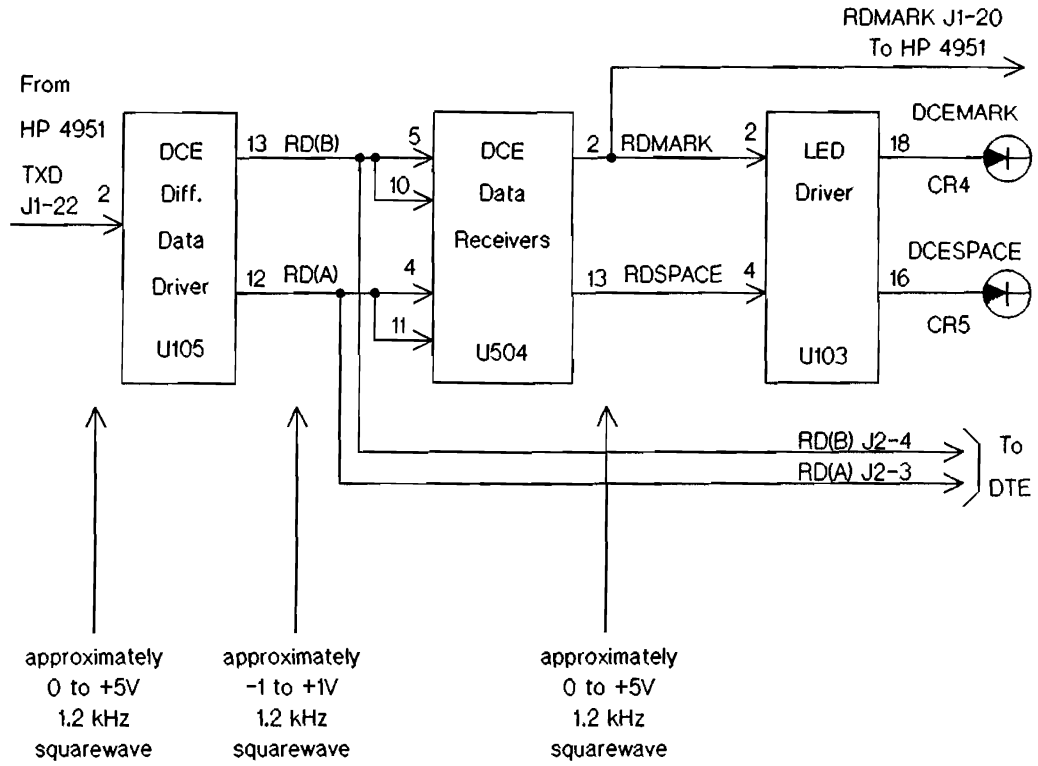 RDMARK J1-20
To HP 4951
From
HP 4951
TXD
J1-22
2
DCE
Diff.
Data
Driver
U105
13 RD(B)
12 RD(A)
5
10
4
11
DCE
Data
Receivers
U504
2 RDMARK 2
13 RDSPACE 4
LED
Driver
U103
18
16
DCEMARK
CR4
DCESPACE
CR5
RD(B) J2-4
RD(A) J2-3
To
DTE
approximately
0 to +5V
1.2 kHz
squarewave
approximately
-1 to +1V
1.2 kHz
squarewave
approximately
0 to +5V
1.2 kHz
squarewave